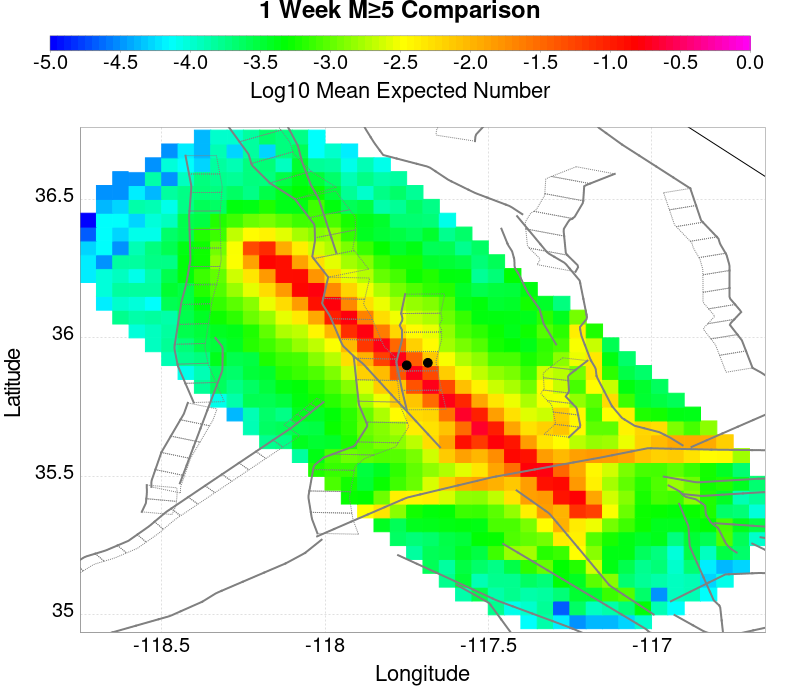 1 Week M≥5 Comparison
-5.0 -4.5 -4.0 -3.5 -3.0 -2.5 -2.0 -1.5 -1.0 -0.5 0.0
Log10 Mean Expected Number
36.5
36
35.5
35
Latitude
-118.5 -118 -117.5 -117
Longitude